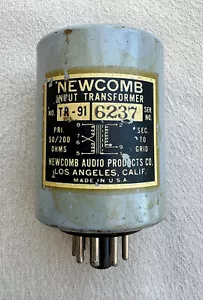 NEWCOMB
INPUT TRANSFORMER
NO. TR-91 6237 SER. NO.
PRI. 50/200 OHMS
SEC. TO GRID
NEWCOMB AUDIO PRODUCTS CO.
LOS ANGELES, CALIF.
MADE IN U.S.A.